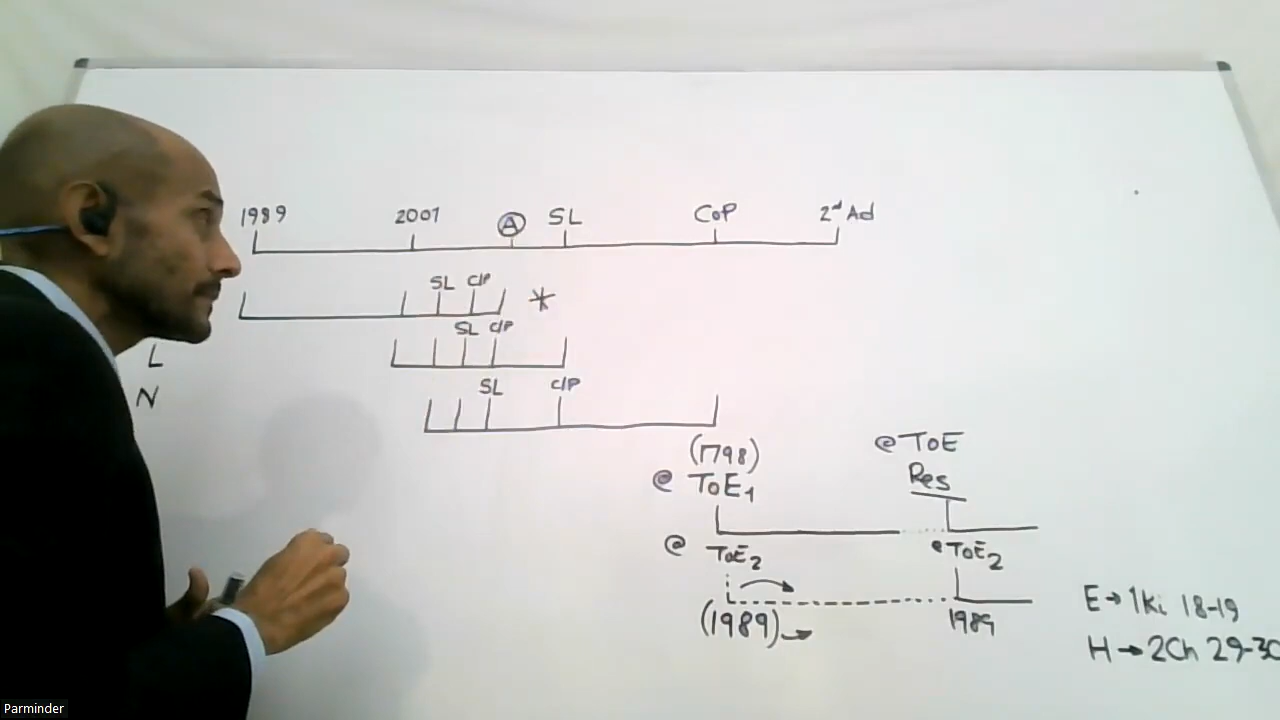 1989 2001 A SL CoP 2nd Ad
SL C/P
SL C/P
L
SL C/P
N
(1798) @ ToE
@ ToE1 Res
@ ToE2 @ ToE2
(1989) 1989
E → 1Ki 18-19
H → 2Ch 29-30
Parminder